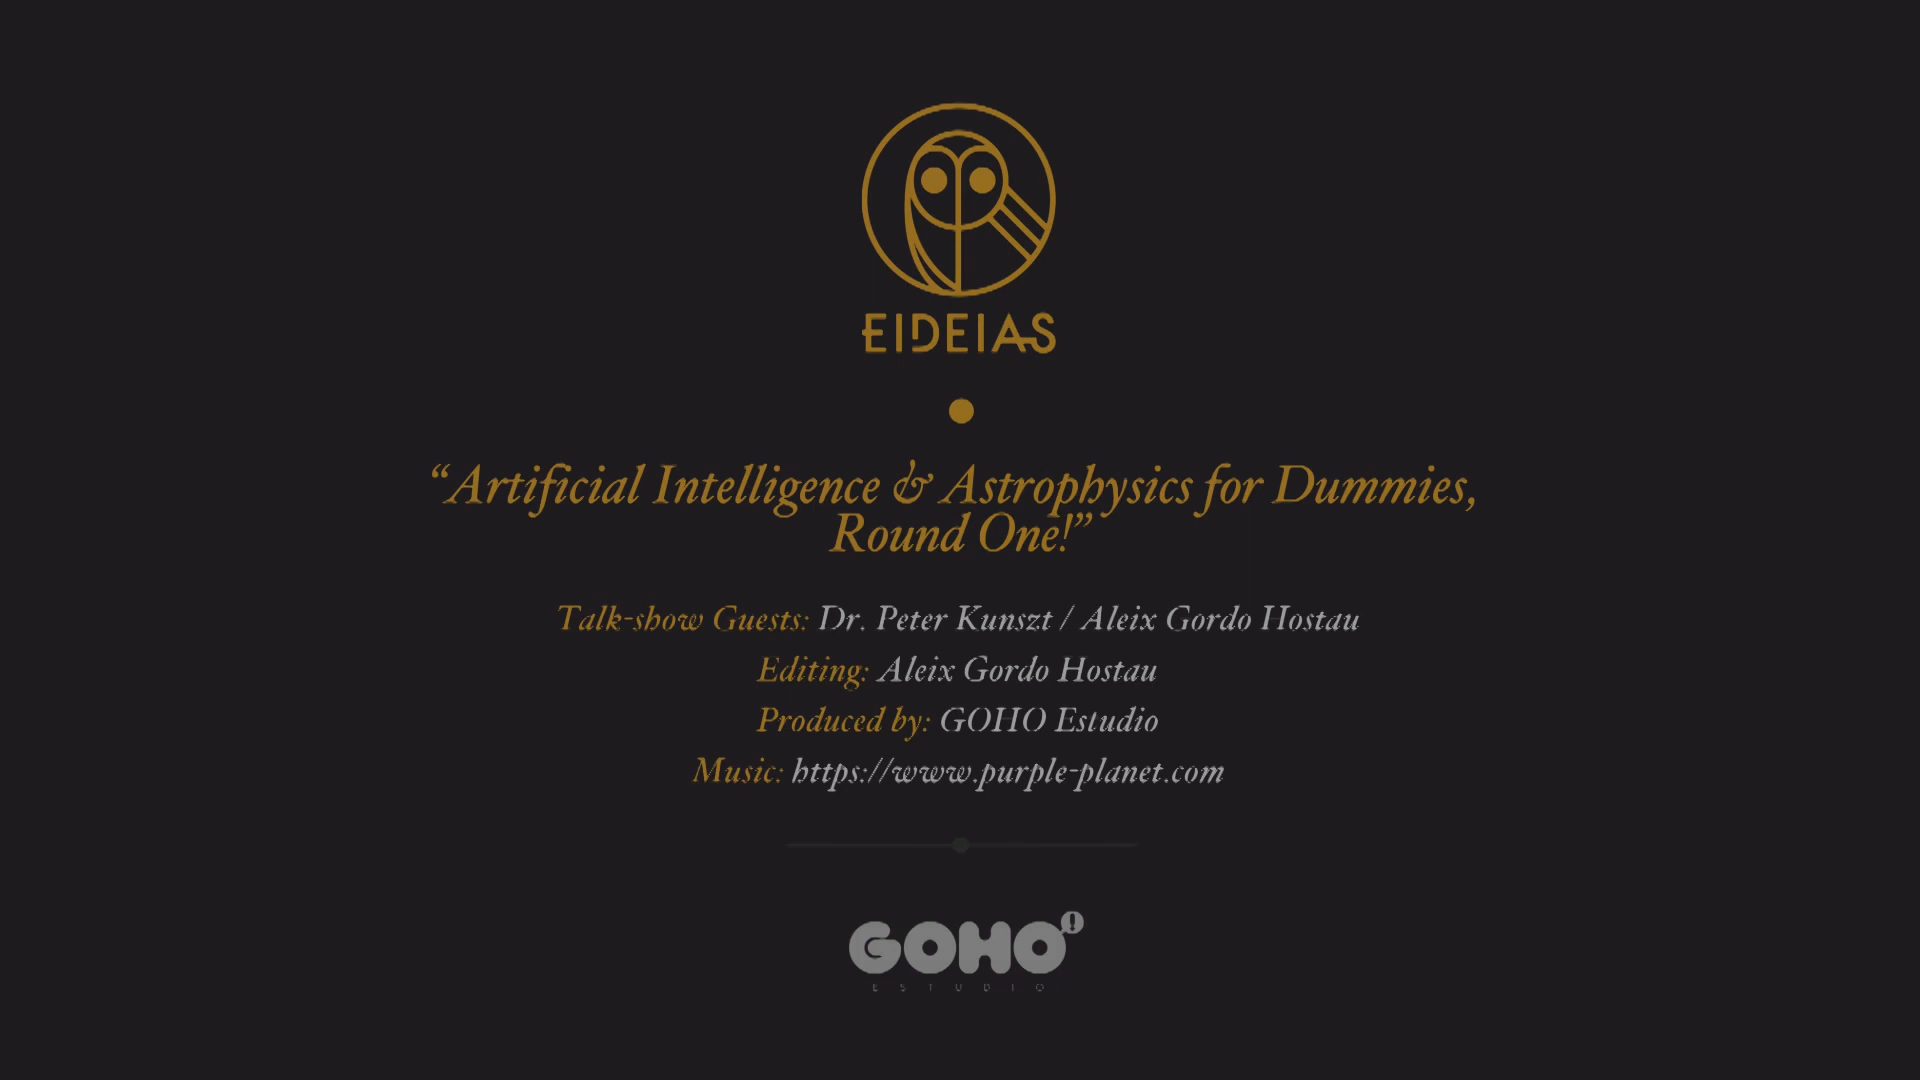 EIDEIAS
“Artificial Intelligence & Astrophysics for Dummies,
Round One!”
Talk-show Guests: Dr. Peter Kunszt / Aleix Gordo Hostau
Editing: Aleix Gordo Hostau
Produced by: GOHO Estudio
Music: https://www.purple-planet.com
GOHO!
ESTUDIO